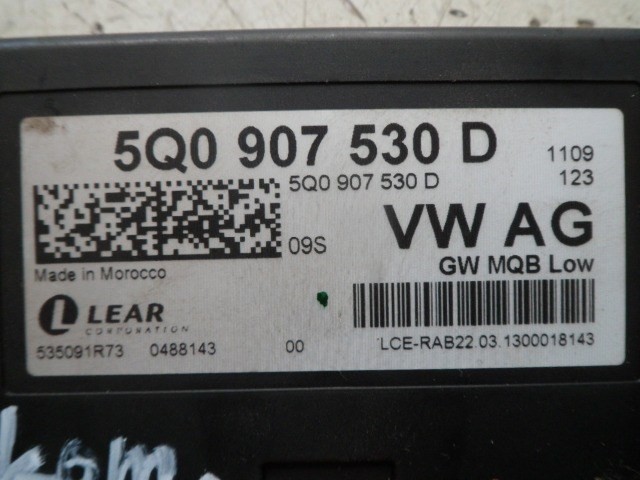 5Q0 907 530 D 1109
5Q0 907 530 D 123
09S VW AG
Made in Morocco GW MQB Low
LEAR
CORPORATION
535091R73 0488143 00 LCE-RAB22 03.1300018143